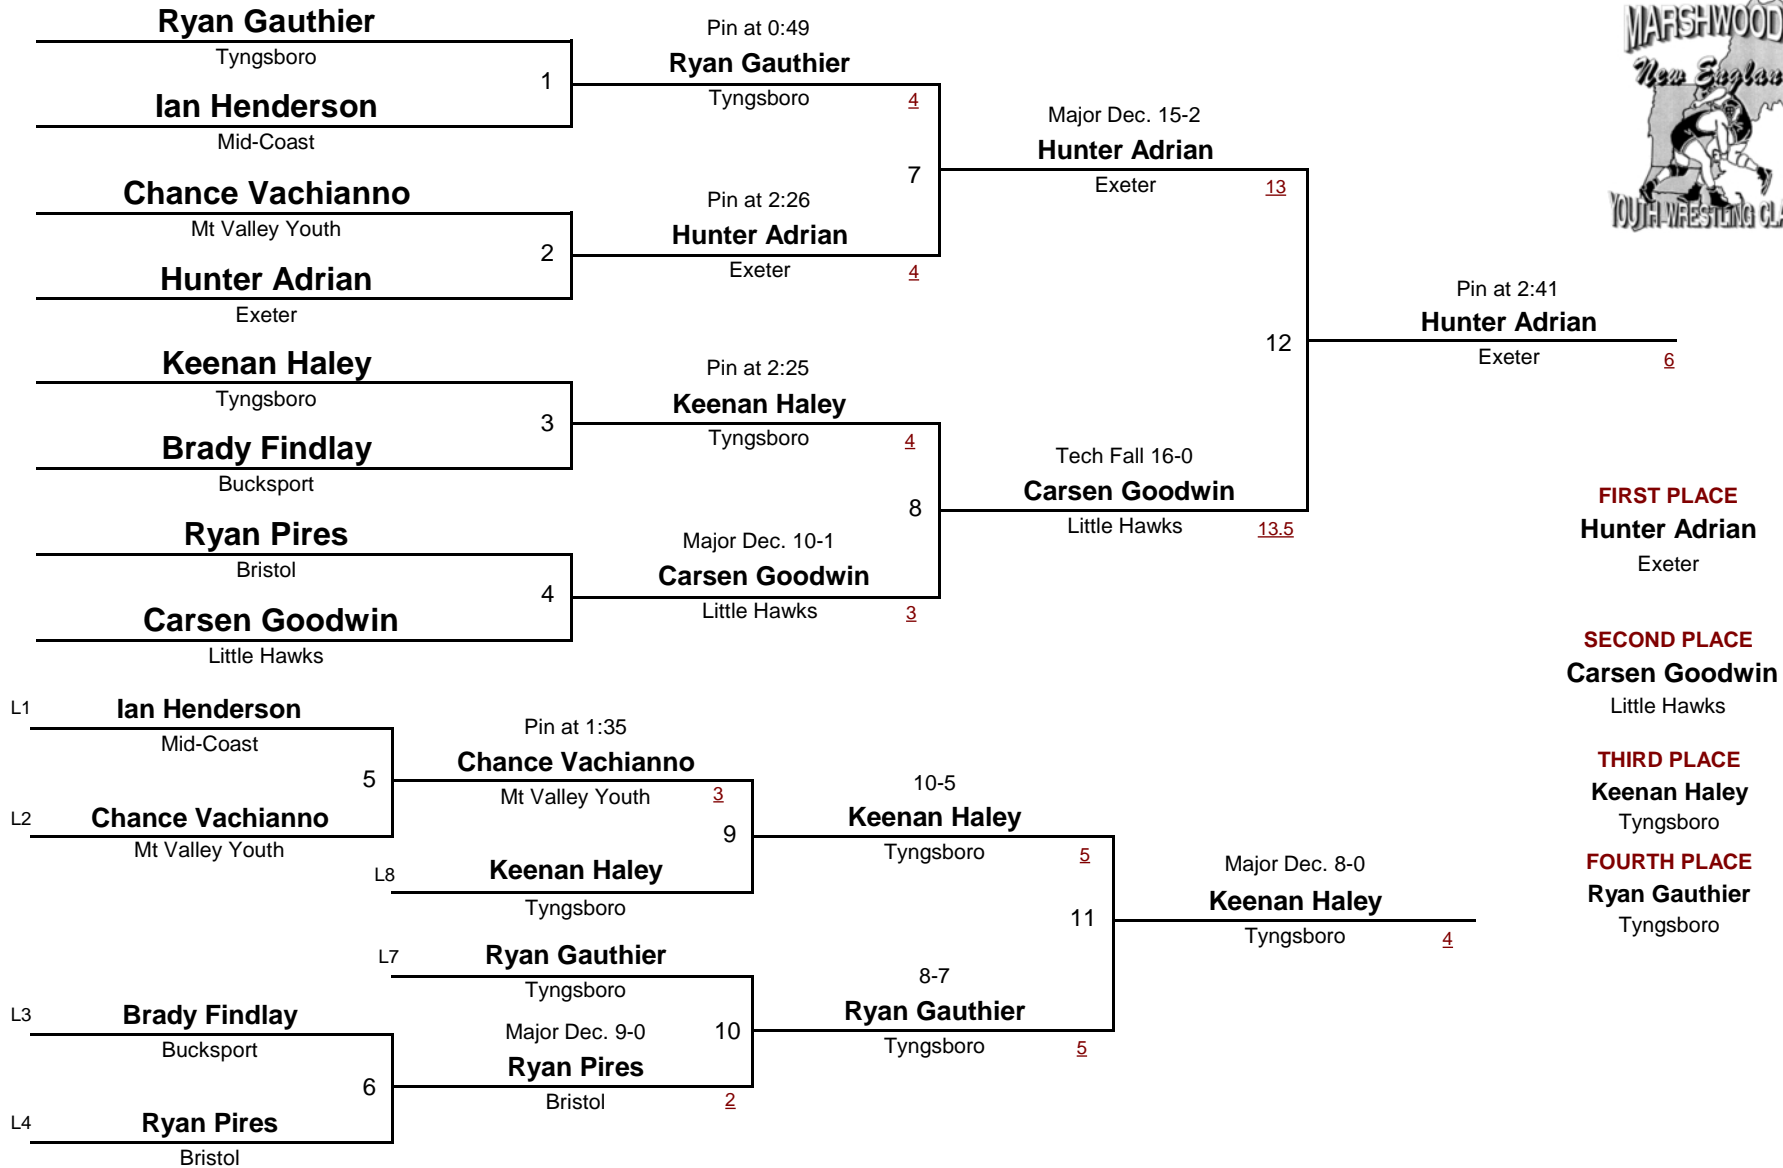 Ryan Gauthier
Tyngsboro
1
Ian Henderson
Mid-Coast
Pin at 0:49
Ryan Gauthier
Tyngsboro
4
Chance Vachianno
Mt Valley Youth
2
Hunter Adrian
Exeter
Pin at 2:26
Hunter Adrian
Exeter
4
7
Major Dec. 15-2
Hunter Adrian
Exeter
13
Keenan Haley
Tyngsboro
3
Brady Findlay
Bucksport
Pin at 2:25
Keenan Haley
Tyngsboro
4
Ryan Pires
Bristol
4
Carsen Goodwin
Little Hawks
Major Dec. 10-1
Carsen Goodwin
Little Hawks
3
8
Tech Fall 16-0
Carsen Goodwin
Little Hawks
13.5
12
Pin at 2:41
Hunter Adrian
Exeter
6
MARSHWOOD
New
YOUTH WRESTLING
FIRST PLACE
Hunter Adrian
Exeter
SECOND PLACE
Carsen Goodwin
Little Hawks
THIRD PLACE
Keenan Haley
Tyngsboro
FOURTH PLACE
Ryan Gauthier
Tyngsboro
L1
Ian Henderson
Mid-Coast
5
L2
Chance Vachianno
Mt Valley Youth
Pin at 1:35
Chance Vachianno
Mt Valley Youth
3
9
L8
Keenan Haley
Tyngsboro
10-5
Keenan Haley
Tyngsboro
5
L7
Ryan Gauthier
Tyngsboro
L3
Brady Findlay
Bucksport
6
L4
Ryan Pires
Bristol
Major Dec. 9-0
Ryan Pires
Bristol
2
10
8-7
Ryan Gauthier
Tyngsboro
5
11
Major Dec. 8-0
Keenan Haley
Tyngsboro
4